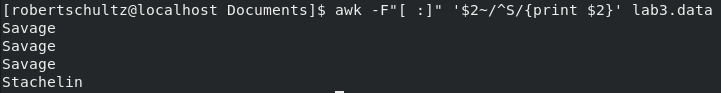 [robertschultz@localhost Documents]$ awk -F"[ :]" '$2~/^S/{print $2}' lab3.data
Savage
Savage
Savage
Stachelin